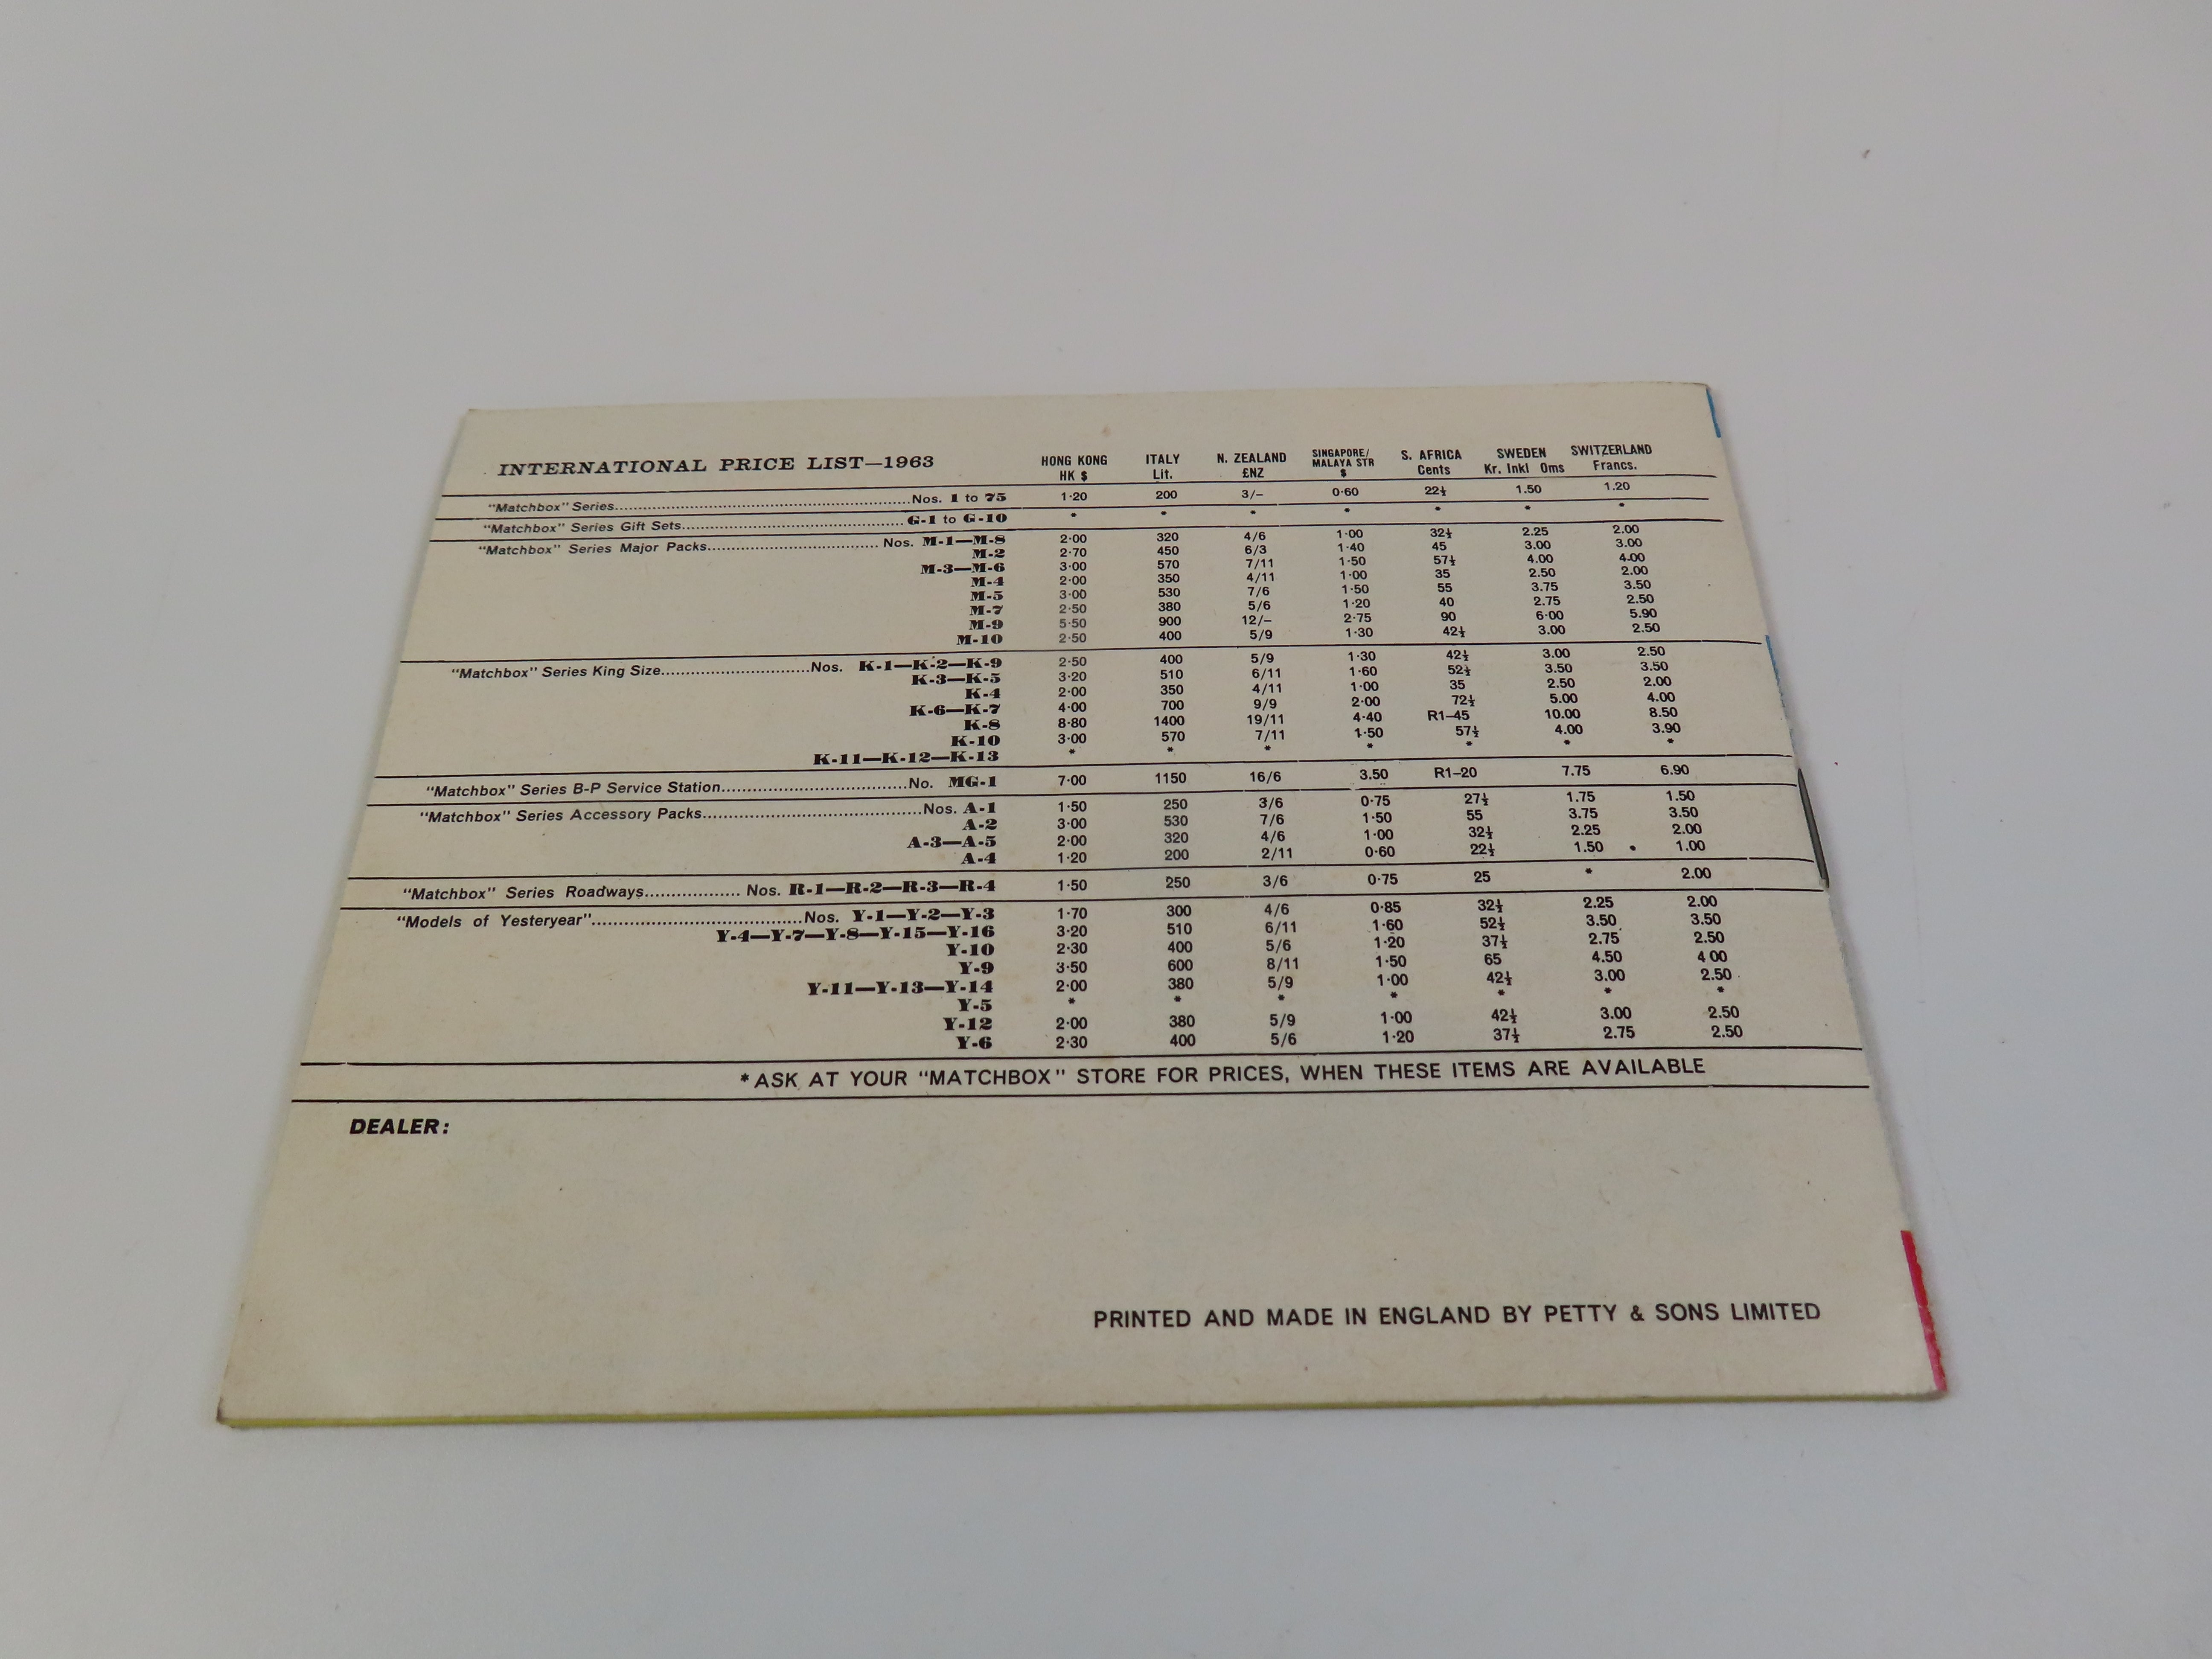 INTERNATIONAL PRICE LIST—1963 HONG KONG HK $ ITALY Lit. N. ZEALAND £NZ SINGAPORE/ MALAYA STR $ S. AFRICA Cents SWEDEN Kr. Inkl Oms SWITZERLAND Francs.
"Matchbox" Series..........Nos. 1 to 75 1·20 200 3/- 0·60 22½ 1.50 1.20
"Matchbox" Series Gift Sets..........G-1 to G-10 * * * * * * *
"Matchbox" Series Major Packs..........Nos. M-1—M-8 2·00 320 4/6 1·00 32½ 2.25 2.00
M-2 2·70 450 6/3 1·40 45 3.00 3.00
M-3—M-6 3·00 570 7/11 1·50 57½ 4.00 4.00
M-4 2·00 350 4/11 1·00 35 2.50 2.00
M-5 3·00 530 7/6 1·50 55 3.75 3.50
M-7 2·50 380 5/6 1·20 40 2.75 2.50
M-9 5·50 900 12/- 2·75 90 6·00 5.90
M-10 2·50 400 5/9 1·30 42½ 3.00 2.50
"Matchbox" Series King Size..........Nos. K-1—K-2—K-9 2·50 400 5/9 1·30 42½ 3.00 2.50
K-3—K-5 3·20 510 6/11 1·60 52½ 3.50 3.50
K-4 2·00 350 4/11 1·00 35 2.50 2.00
K-6—K-7 4·00 700 9/9 2·00 72½ 5.00 4.00
K-8 8·80 1400 19/11 4·40 R1–45 10.00 8.50
K-10 3·00 570 7/11 1·50 57½ 4.00 3.90
K-11—K-12—K-13 * * * * * * *
"Matchbox" Series B-P Service Station..........No. MG-1 7·00 1150 16/6 3.50 R1–20 7.75 6.90
"Matchbox" Series Accessory Packs..........Nos. A-1 1·50 250 3/6 0·75 27½ 1.75 1.50
A-2 3·00 530 7/6 1·50 55 3.75 3.50
A-3—A-5 2·00 320 4/6 1·00 32½ 2.25 2.00
A-4 1·20 200 2/11 0·60 22½ 1.50 1.00
"Matchbox" Series Roadways.......... Nos. R-1—R-2—R-3—R-4 1·50 250 3/6 0·75 25 * 2.00
"Models of Yesteryear"..........Nos. Y-1—Y-2—Y-3 1·70 300 4/6 0·85 32½ 2.25 2.00
Y-4—Y-7—Y-8—Y-15—Y-16 3·20 510 6/11 1·60 52½ 3.50 3.50
Y-10 2·30 400 5/6 1·20 37½ 2.75 2.50
Y-9 3·50 600 8/11 1·50 65 4.50 4 00
Y-11—Y-13—Y-14 2·00 380 5/9 1·00 42½ 3.00 2.50
Y-5 * * * * * * *
Y-12 2·00 380 5/9 1·00 42½ 3.00 2.50
Y-6 2·30 400 5/6 1·20 37½ 2.75 2.50
*ASK AT YOUR "MATCHBOX" STORE FOR PRICES, WHEN THESE ITEMS ARE AVAILABLE
DEALER:
PRINTED AND MADE IN ENGLAND BY PETTY & SONS LIMITED